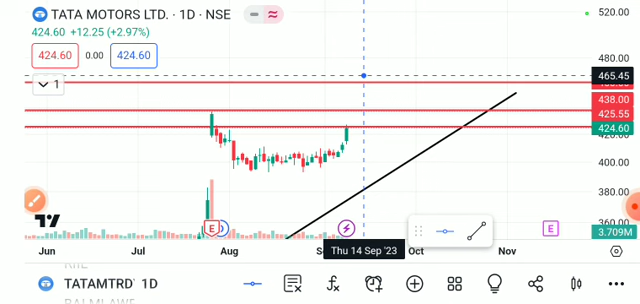 TATA MOTORS LTD. · 1D · NSE
424.60 +12.25 (+2.97%)
424.60 0.00 424.60
1
520.00
480.00
465.45
438.00
425.55
424.60
400.00
380.00
360.00
3.709M
E
E
Jun Jul Aug Thu 14 Sep '23 Oct Nov
TATAMTRD 1D